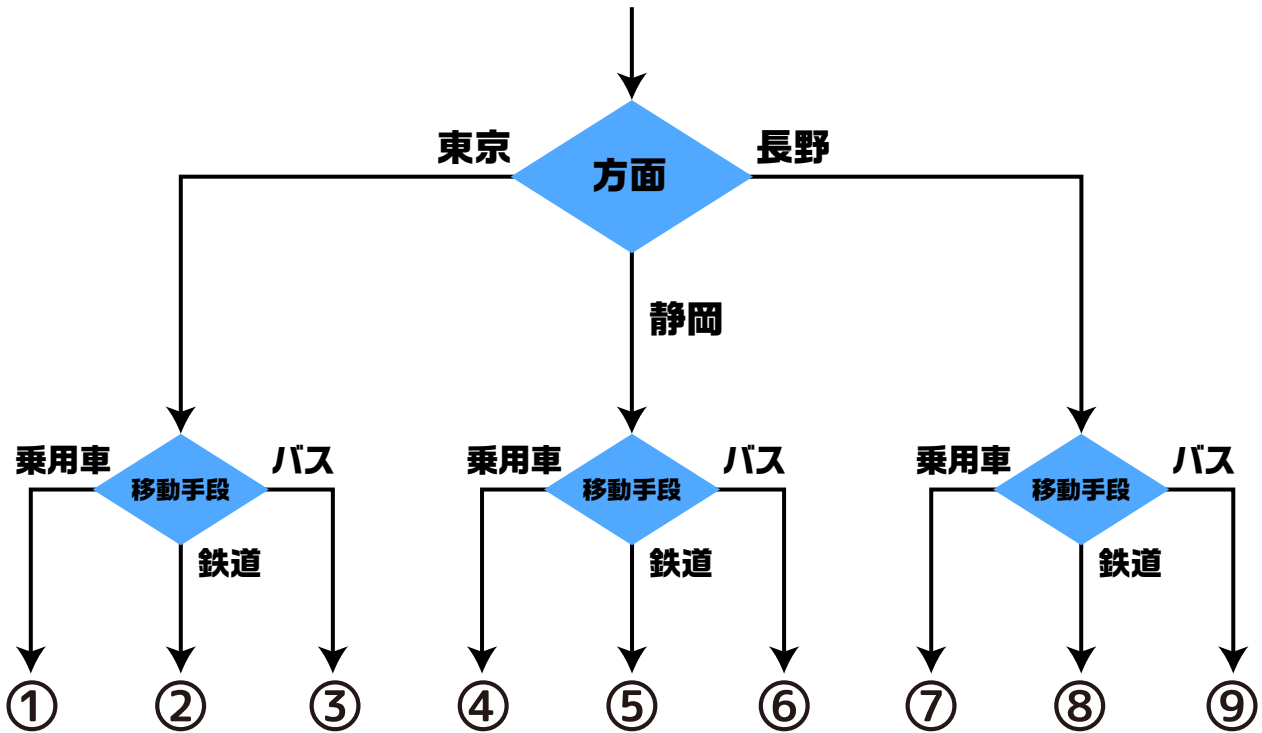 東京
方面
長野
静岡
乗用車
移動手段
バス
鉄道
乗用車
移動手段
バス
鉄道
乗用車
移動手段
バス
鉄道
①
②
③
④
⑤
⑥
⑦
⑧
⑨